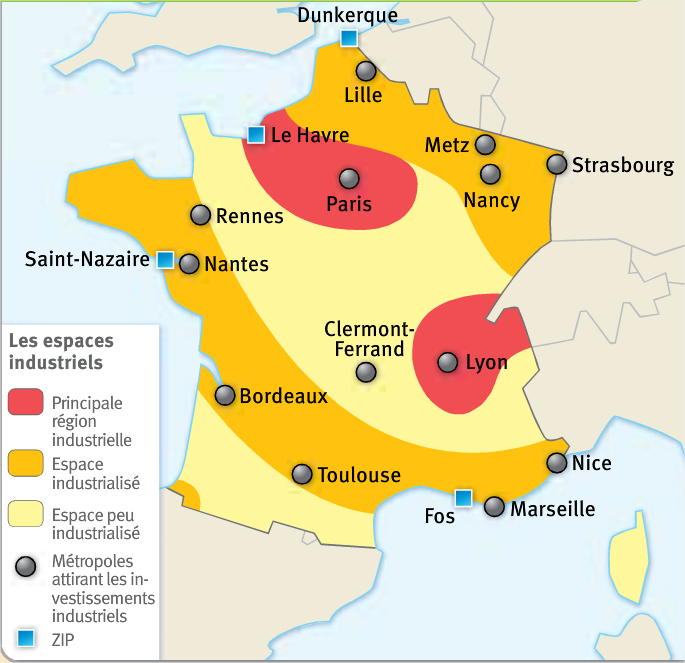 Dunkerque
Lille
Le Havre
Metz
Strasbourg
Paris
Nancy
Rennes
Saint-Nazaire
Nantes
Clermont-
Ferrand
Lyon
Bordeaux
Toulouse
Nice
Fos
Marseille
Les espaces
industriels
Principale
région
industrielle
Espace
industrialisé
Espace peu
industrialisé
Métropoles
attirant les in-
vestissements
industriels
ZIP